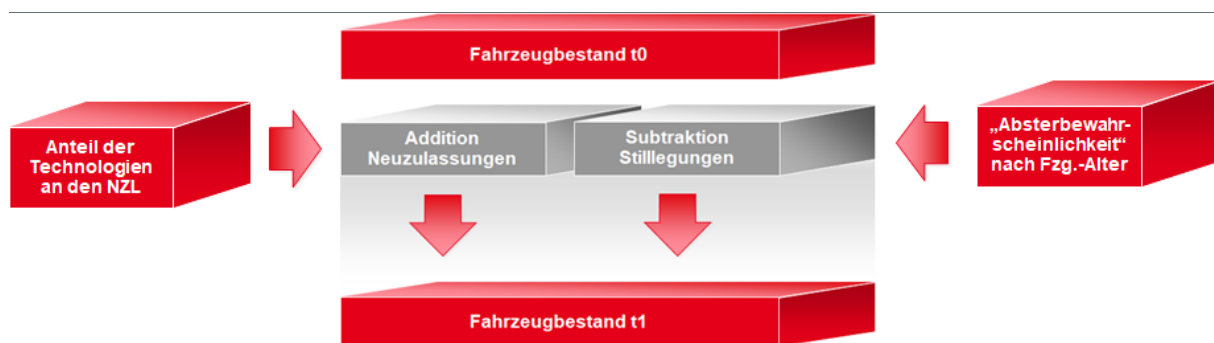 Fahrzeugbestand t0
Anteil der
Technologien
an den NZL
Addition
Neuzulassungen
Subtraktion
Stilllegungen
„Absterbewahr-
scheinlichkeit“
nach Fzg.-Alter
Fahrzeugbestand t1